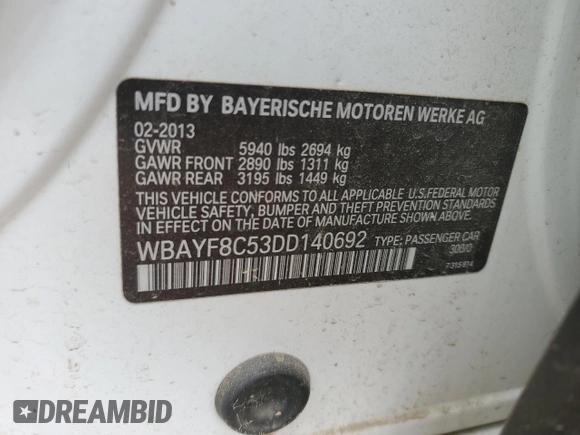 MFD BY BAYERISCHE MOTOREN WERKE AG
02-2013
GVWR 5940 lbs 2694 kg
GAWR FRONT 2890 lbs 1311 kg
GAWR REAR 3195 lbs 1449 kg
THIS VEHICLE CONFORMS TO ALL APPLICABLE U.S.FEDERAL MOTOR
VEHICLE SAFETY, BUMPER, AND THEFT PREVENTION STANDARDS
IN EFFECT ON THE DATE OF MANUFACTURE SHOWN ABOVE.
WBAYF8C53DD140692 TYPE: PASSENGER CAR
300/0
DREAMBID